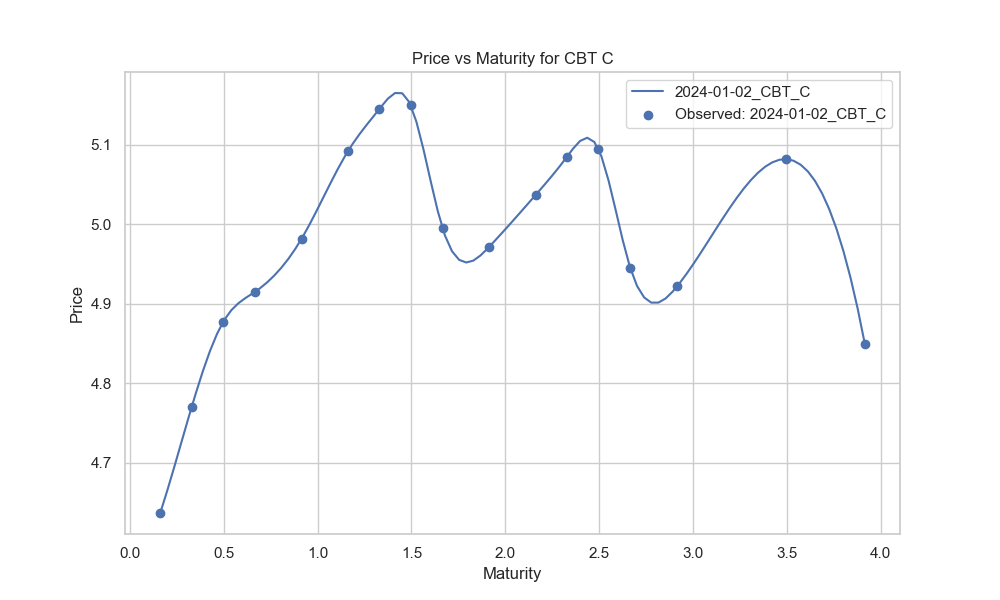 Price vs Maturity for CBT C
2024-01-02_CBT_C
Observed: 2024-01-02_CBT_C
5.1
5.0
4.9
4.8
4.7
Price
0.0 0.5 1.0 1.5 2.0 2.5 3.0 3.5 4.0
Maturity